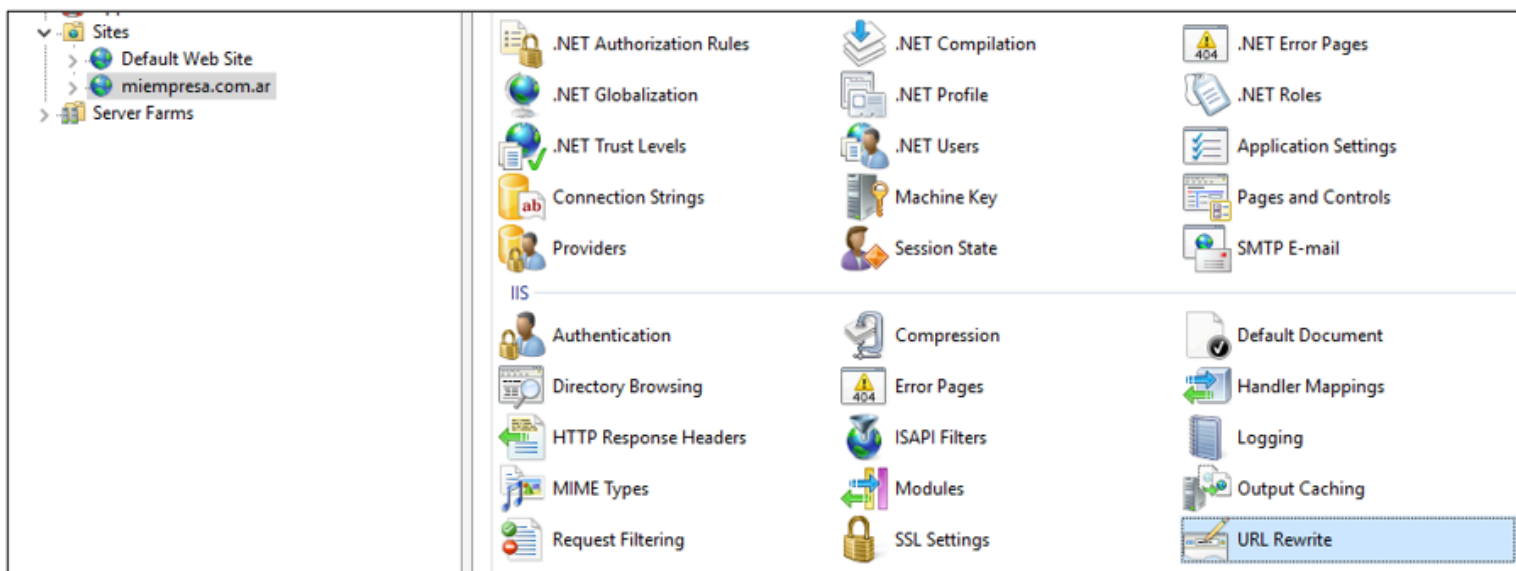 Sites
Default Web Site
miempresa.com.ar
Server Farms
.NET Authorization Rules
.NET Compilation
.NET Error Pages
404
.NET Globalization
.NET Profile
.NET Roles
.NET Trust Levels
.NET Users
Application Settings
Connection Strings
ab
Machine Key
Pages and Controls
Providers
Session State
SMTP E-mail
IIS
Authentication
Compression
Default Document
Directory Browsing
Error Pages
404
Handler Mappings
HTTP Response Headers
ISAPI Filters
Logging
MIME Types
Modules
Output Caching
Request Filtering
SSL Settings
URL Rewrite